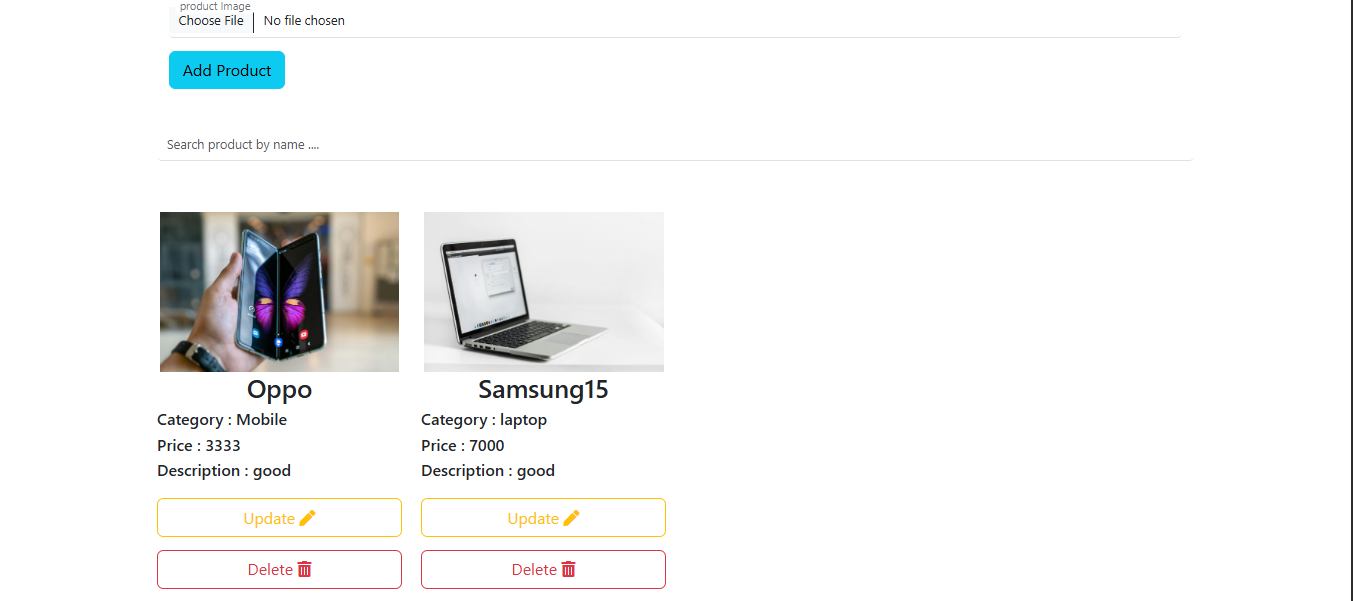 product Image
Choose File No file chosen
Add Product
Search product by name ....
Oppo
Category : Mobile
Price : 3333
Description : good
Update
Delete
Samsung15
Category : laptop
Price : 7000
Description : good
Update
Delete